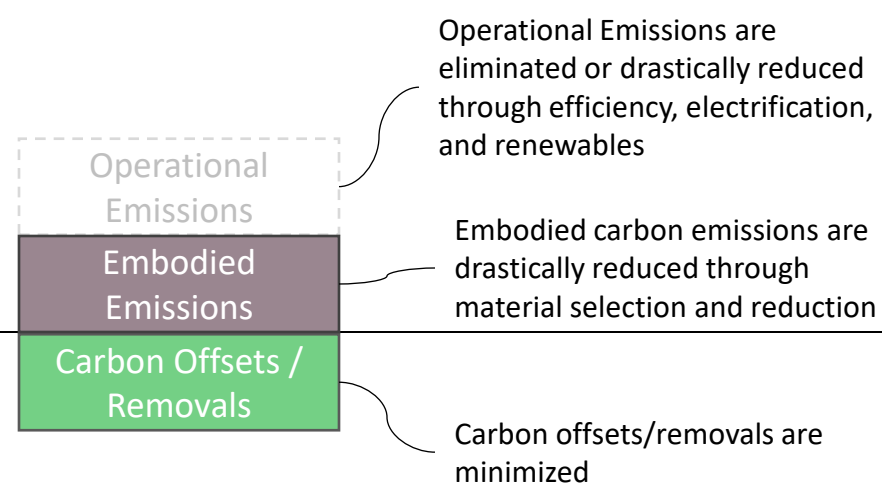 Operational Emissions are
eliminated or drastically reduced
through efficiency, electrification,
and renewables
Operational
Emissions
Embodied
Emissions
Embodied carbon emissions are
drastically reduced through
material selection and reduction
Carbon Offsets /
Removals
Carbon offsets/removals are
minimized